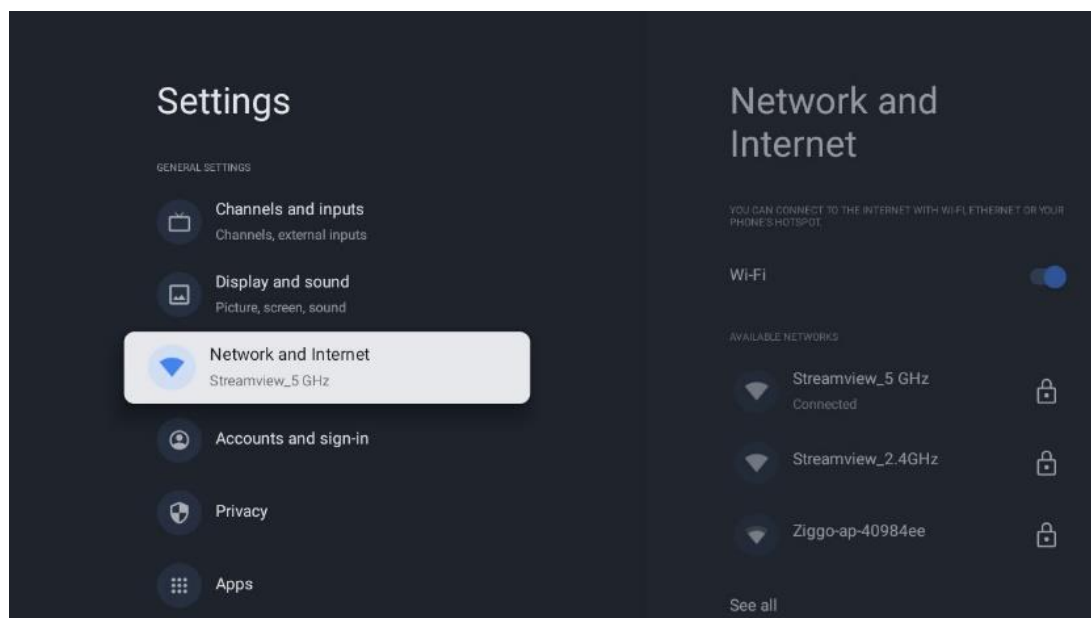 Settings
GENERAL SETTINGS
Channels and inputs
Channels, external inputs
Display and sound
Picture, screen, sound
Network and Internet
Streamview_5 GHz
Accounts and sign-in
Privacy
Apps
Network and
Internet
YOU CAN CONNECT TO THE INTERNET WITH WI-FI, ETHERNET OR YOUR
PHONE'S HOTSPOT.
Wi-Fi
AVAILABLE NETWORKS
Streamview_5 GHz
Connected
Streamview_2.4GHz
Ziggo-ap-40984ee
See all